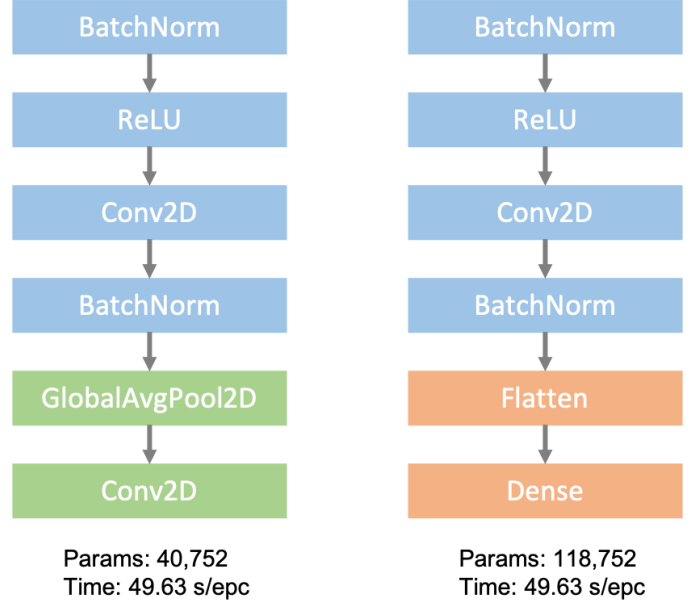 BatchNorm
ReLU
Conv2D
BatchNorm
GlobalAvgPool2D
Conv2D
Params: 40,752
Time: 49.63 s/epc
BatchNorm
ReLU
Conv2D
BatchNorm
Flatten
Dense
Params: 118,752
Time: 49.63 s/epc